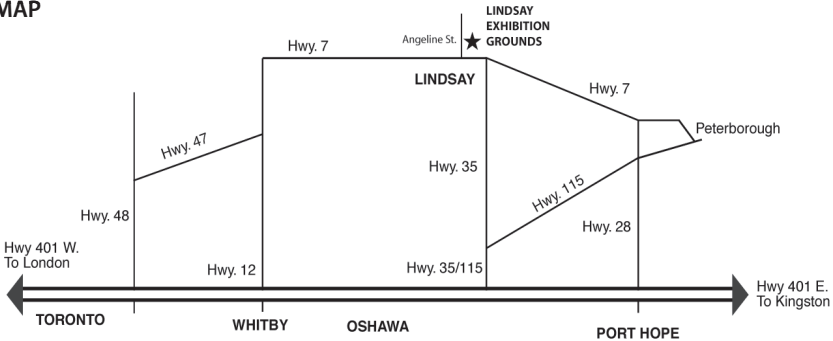 MAP
LINDSAY
EXHIBITION
GROUNDS
Angeline St.
Hwy. 7
LINDSAY
Hwy. 7
Peterborough
Hwy. 47
Hwy. 35
Hwy. 115
Hwy. 48
Hwy. 28
Hwy 401 W.
To London
Hwy. 12
Hwy. 35/115
Hwy 401 E.
To Kingston
TORONTO
WHITBY
OSHAWA
PORT HOPE